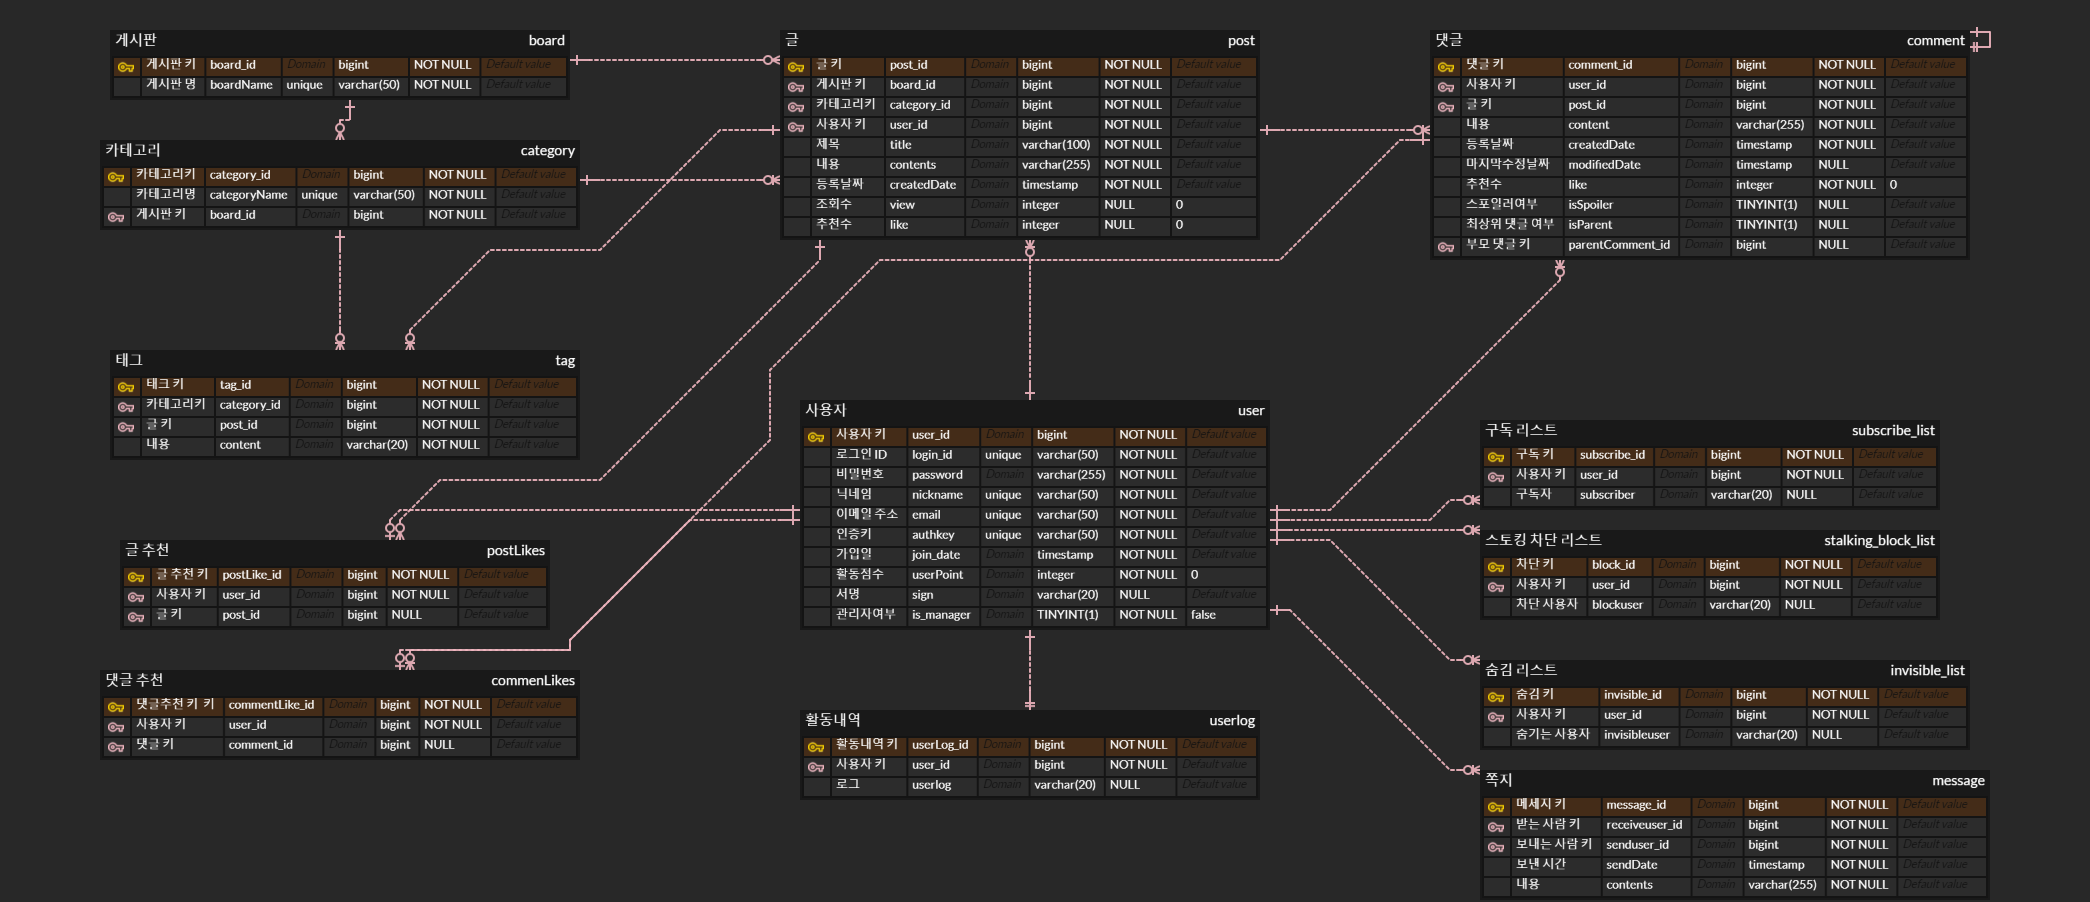 게시판 board
게시판 키 board_id Domain bigint NOT NULL Default value
게시판 명 boardName unique varchar(50) NOT NULL Default value
카테고리 category
카테고리키 category_id Domain bigint NOT NULL Default value
카테고리명 categoryName unique varchar(50) NOT NULL Default value
게시판 키 board_id Domain bigint NOT NULL Default value
태그 tag
태크 키 tag_id Domain bigint NOT NULL Default value
카테고리키 category_id Domain bigint NOT NULL Default value
글 키 post_id Domain bigint NOT NULL Default value
내용 content Domain varchar(20) NOT NULL Default value
글 추천 postLikes
글 추천 키 postLike_id Domain bigint NOT NULL Default value
사용자 키 user_id Domain bigint NOT NULL Default value
글 키 post_id Domain bigint NULL Default value
댓글 추천 commenLikes
댓글추천 키 키 commentLike_id Domain bigint NOT NULL Default value
사용자 키 user_id Domain bigint NOT NULL Default value
댓글 키 comment_id Domain bigint NULL Default value
글 post
글 키 post_id Domain bigint NOT NULL Default value
게시판 키 board_id Domain bigint NOT NULL Default value
카테고리키 category_id Domain bigint NOT NULL Default value
사용자 키 user_id Domain bigint NOT NULL Default value
제목 title Domain varchar(100) NOT NULL Default value
내용 contents Domain varchar(255) NOT NULL Default value
등록날짜 createdDate Domain timestamp NOT NULL Default value
조회수 view Domain integer NULL 0
추천수 like Domain integer NULL 0
사용자 user
사용자 키 user_id Domain bigint NOT NULL Default value
로그인 ID login_id unique varchar(50) NOT NULL Default value
비밀번호 password Domain varchar(255) NOT NULL Default value
닉네임 nickname unique varchar(50) NOT NULL Default value
이메일 주소 email unique varchar(50) NOT NULL Default value
인증키 authkey unique varchar(50) NOT NULL Default value
가입일 join_date Domain timestamp NOT NULL Default value
활동점수 userPoint Domain integer NOT NULL 0
서명 sign Domain varchar(20) NULL Default value
관리자여부 is_manager Domain TINYINT(1) NOT NULL false
활동내역 userlog
활동내역 키 userLog_id Domain bigint NOT NULL Default value
사용자 키 user_id Domain bigint NOT NULL Default value
로그 userlog Domain varchar(20) NULL Default value
댓글 comment
댓글 키 comment_id Domain bigint NOT NULL Default value
사용자 키 user_id Domain bigint NOT NULL Default value
글 키 post_id Domain bigint NOT NULL Default value
내용 content Domain varchar(255) NOT NULL Default value
등록날짜 createdDate Domain timestamp NOT NULL Default value
마지막수정날짜 modifiedDate Domain timestamp NULL Default value
추천수 like Domain integer NOT NULL 0
스포일러여부 isSpoiler Domain TINYINT(1) NULL Default value
최상위 댓글 여부 isParent Domain TINYINT(1) NULL Default value
부모 댓글 키 parentComment_id Domain bigint NULL Default value
구독 리스트 subscribe_list
구독 키 subscribe_id Domain bigint NOT NULL Default value
사용자 키 user_id Domain bigint NOT NULL Default value
구독자 subscriber Domain varchar(20) NULL Default value
스토킹 차단 리스트 stalking_block_list
차단 키 block_id Domain bigint NOT NULL Default value
사용자 키 user_id Domain bigint NOT NULL Default value
차단 사용자 blockuser Domain varchar(20) NULL Default value
숨김 리스트 invisible_list
숨김 키 invisible_id Domain bigint NOT NULL Default value
사용자 키 user_id Domain bigint NOT NULL Default value
숨기는 사용자 invisibleuser Domain varchar(20) NULL Default value
쪽지 message
메세지 키 message_id Domain bigint NOT NULL Default value
받는 사람 키 receiveuser_id Domain bigint NOT NULL Default value
보내는 사람 키 senduser_id Domain bigint NOT NULL Default value
보낸 시간 sendDate Domain timestamp NOT NULL Default value
내용 contents Domain varchar(255) NOT NULL Default value